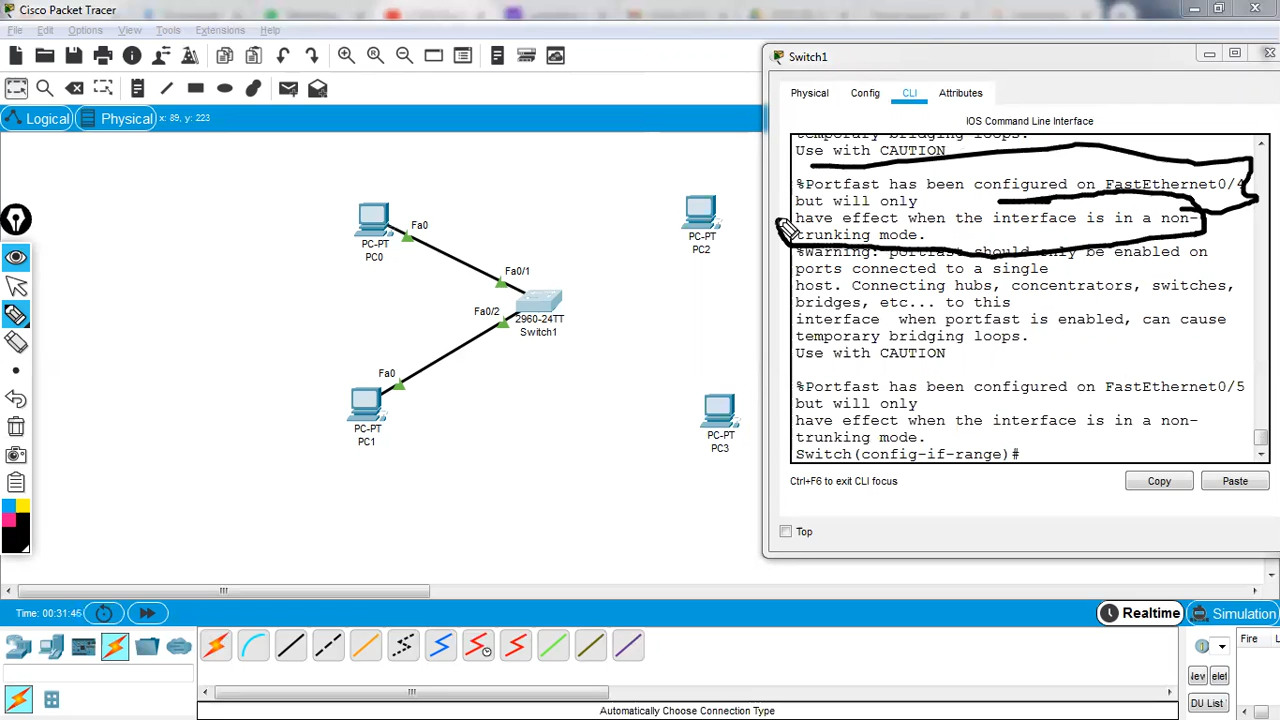 Cisco Packet Tracer
File Edit Options View Tools Extensions Help
Logical Physical x: 89, y: 223
Fa0
PC-PT
PC0
Fa0/1
Fa0/2
2960-24TT
Switch1
Fa0
PC-PT
PC1
PC-PT
PC2
PC-PT
PC3
Switch1
Physical Config CLI Attributes
IOS Command Line Interface
temporary bridging loops.
Use with CAUTION
%Portfast has been configured on FastEthernet0/4
but will only
have effect when the interface is in a non-
trunking mode.
%Warning: portfast should only be enabled on
ports connected to a single
host. Connecting hubs, concentrators, switches,
bridges, etc... to this
interface when portfast is enabled, can cause
temporary bridging loops.
Use with CAUTION
%Portfast has been configured on FastEthernet0/5
but will only
have effect when the interface is in a non-
trunking mode.
Switch(config-if-range)#
Ctrl+F6 to exit CLI focus
Copy Paste
Top
Time: 00:31:46
Realtime Simulation
Fire L
DU List
Automatically Choose Connection Type